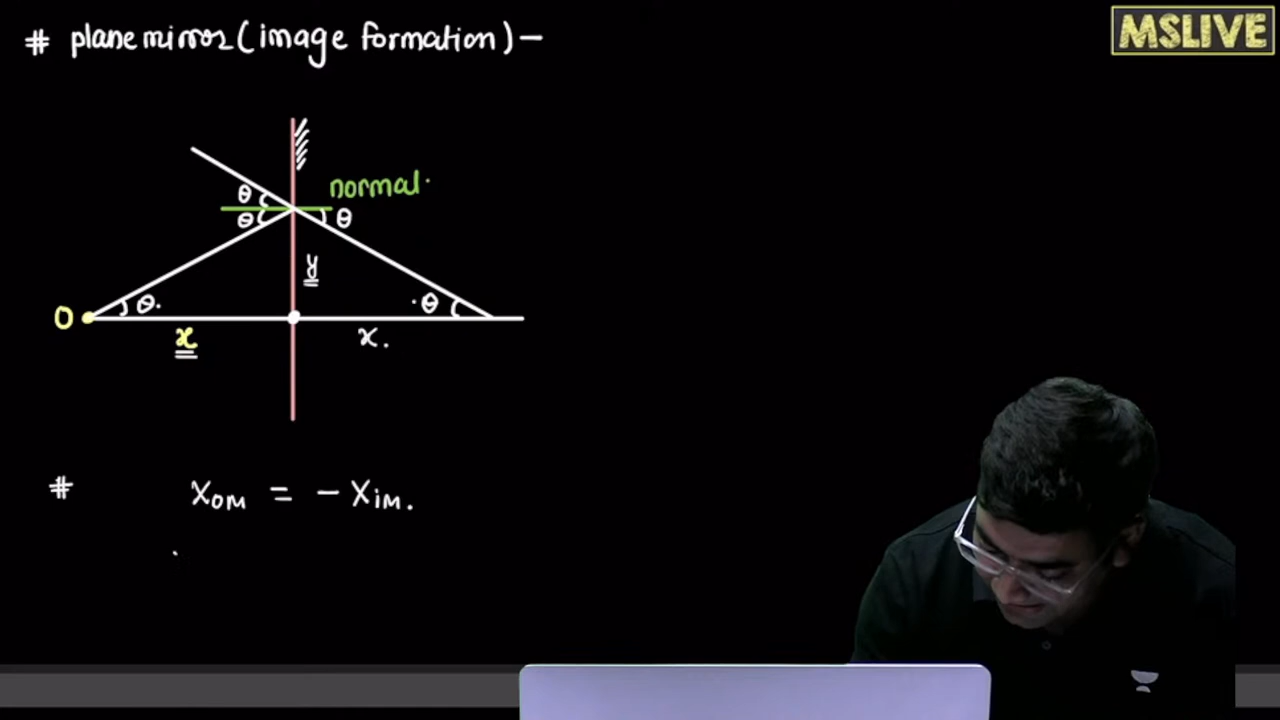 # plane mirror (image formation) -
MSLIVE
normal.
θ
θ
θ
y
O
θ.
.θ
x
x.
# XOM = - XiM.